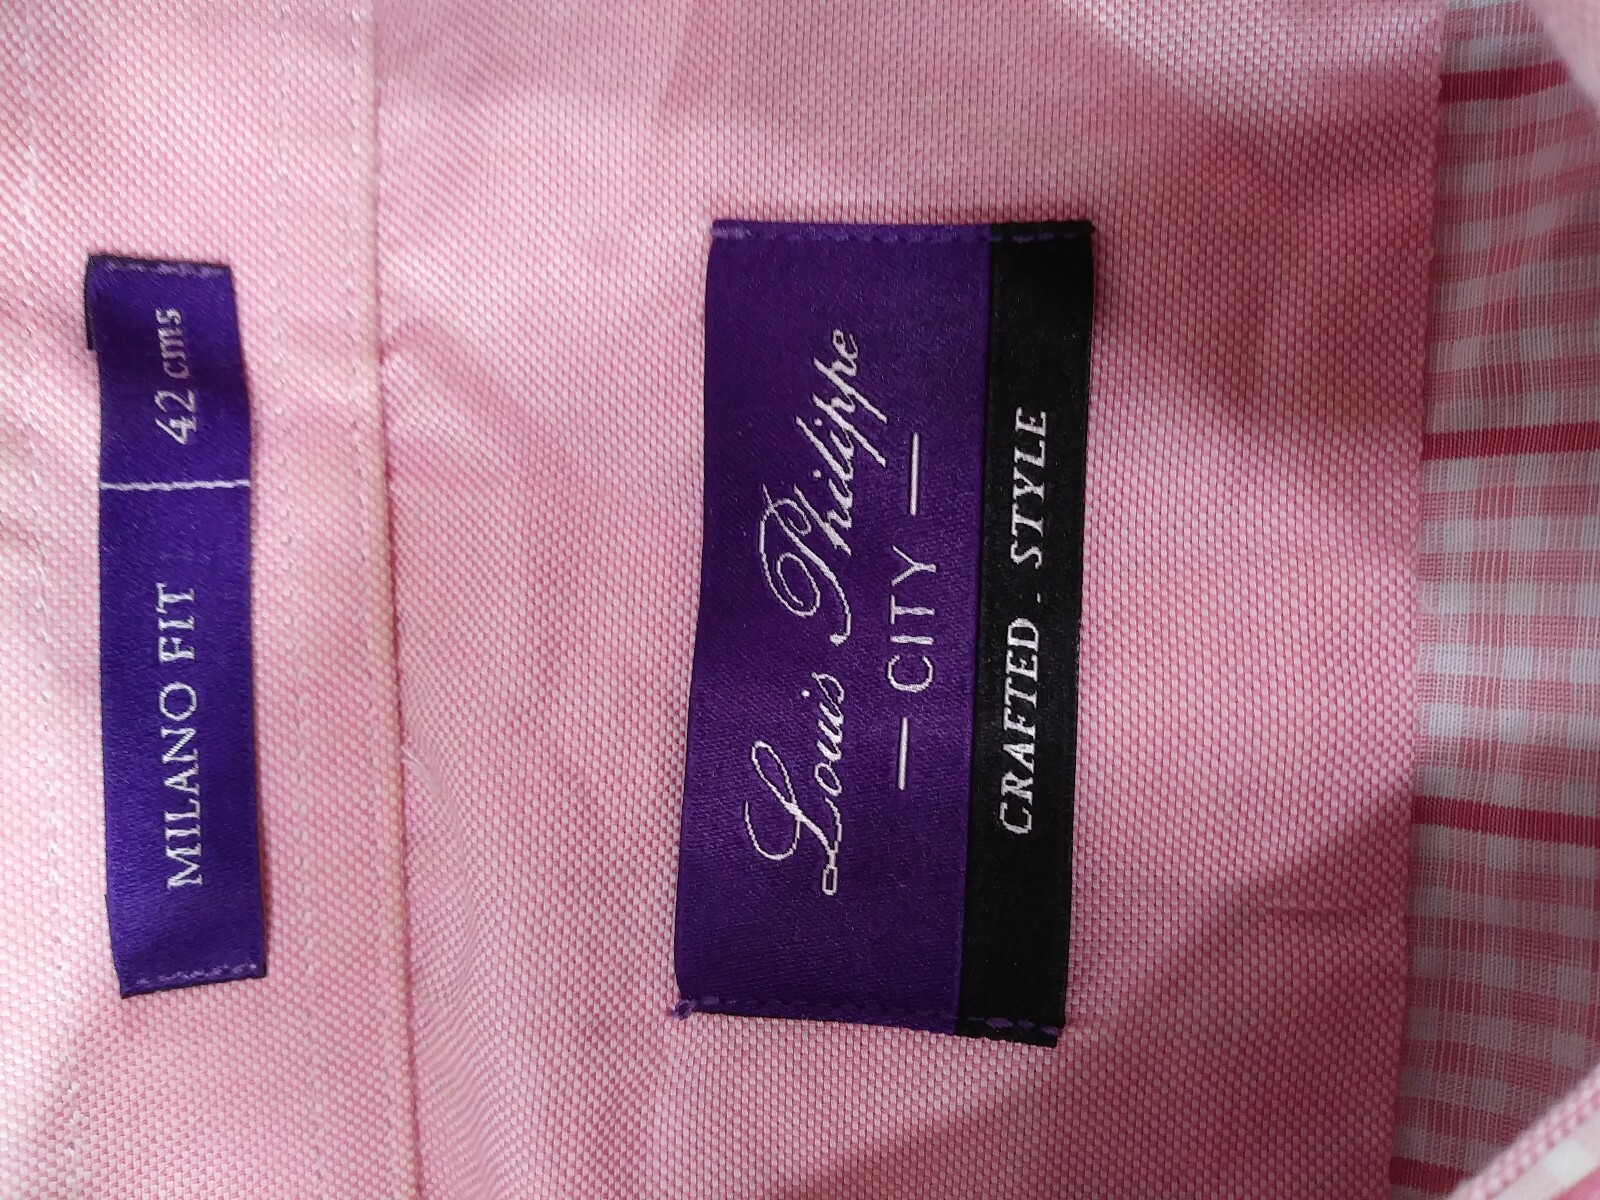 MILANO FIT 42 cms
Louis Philippe
CITY
CRAFTED . STYLE